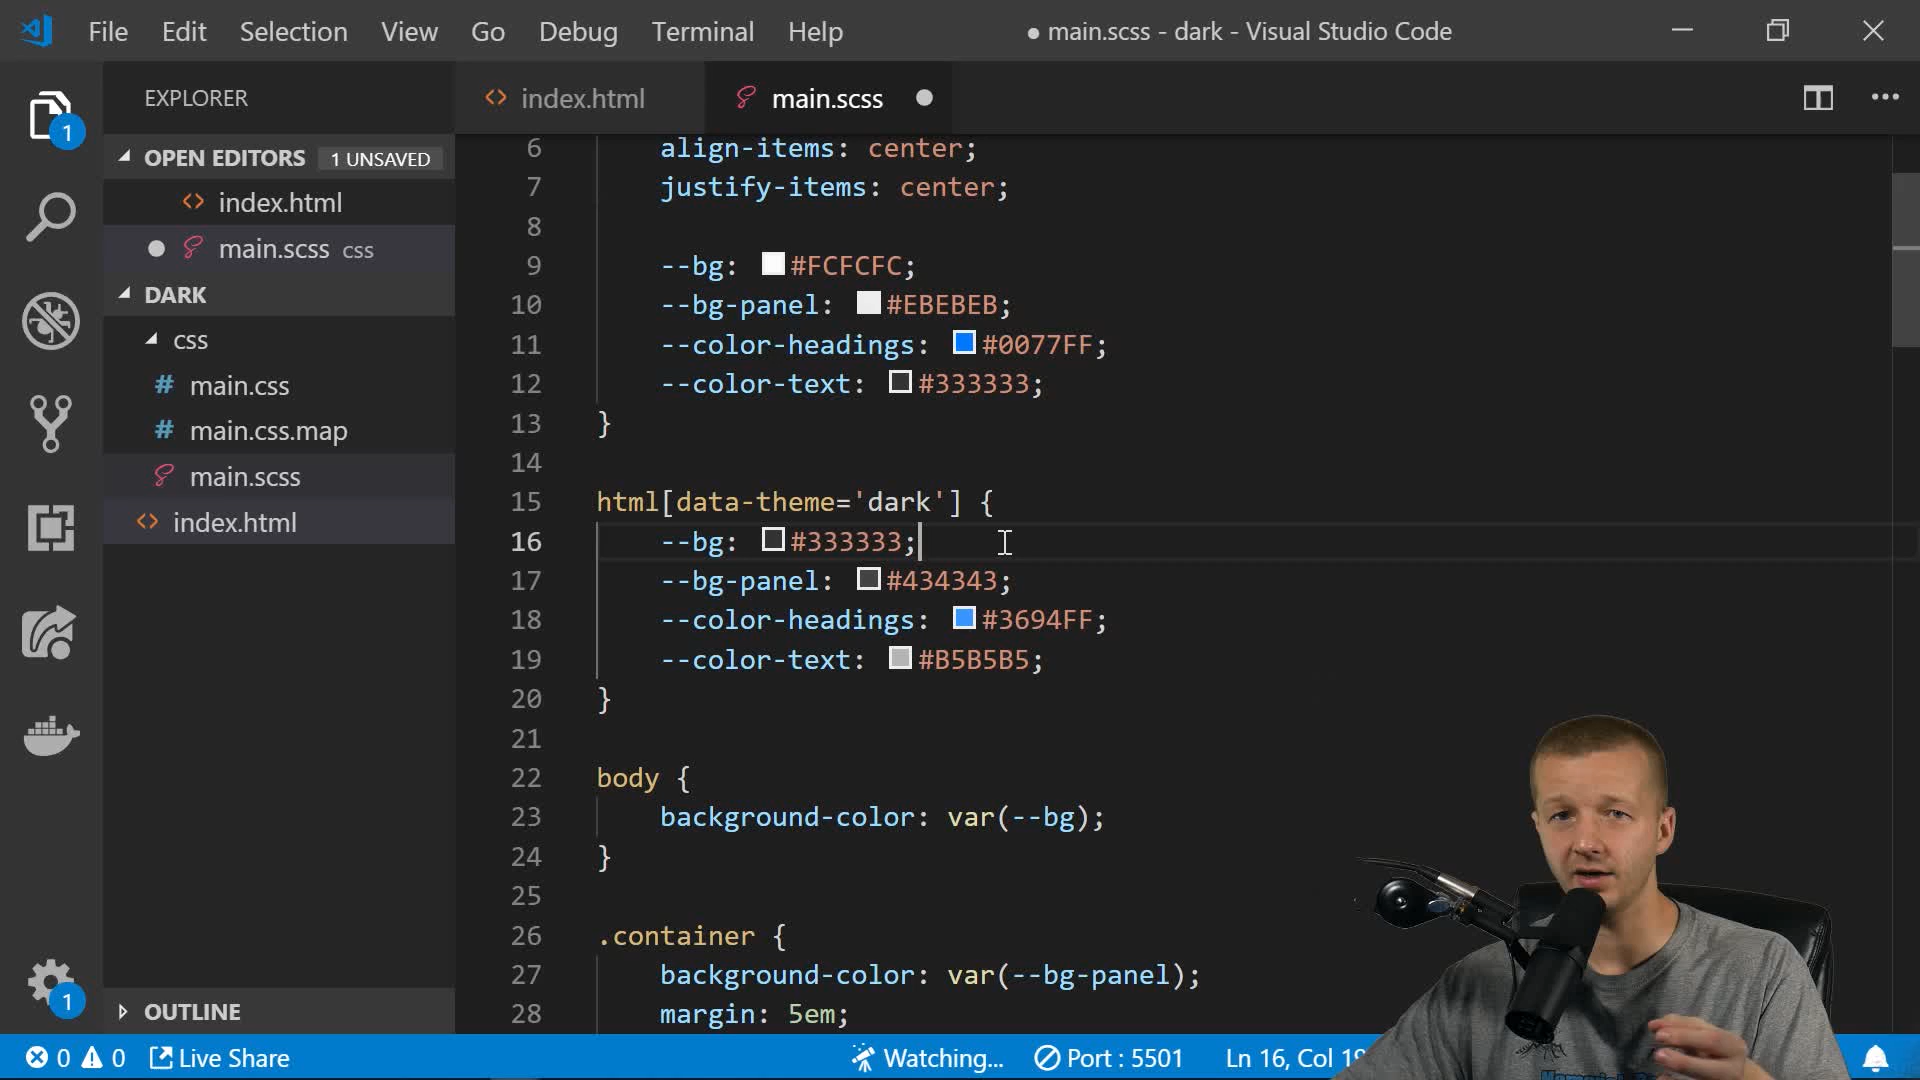 File Edit Selection View Go Debug Terminal Help
● main.scss - dark - Visual Studio Code
EXPLORER
1
OPEN EDITORS 1 UNSAVED
index.html
main.scss css
DARK
css
# main.css
# main.css.map
main.scss
index.html
OUTLINE
1
index.html
main.scss
6 align-items: center;
7 justify-items: center;
8
9 --bg: #FCFCFC;
10 --bg-panel: #EBEBEB;
11 --color-headings: #0077FF;
12 --color-text: #333333;
13 }
14
15 html[data-theme='dark'] {
16 --bg: #333333;
17 --bg-panel: #434343;
18 --color-headings: #3694FF;
19 --color-text: #B5B5B5;
20 }
21
22 body {
23 background-color: var(--bg);
24 }
25
26 .container {
27 background-color: var(--bg-panel);
28 margin: 5em;
0 0 Live Share
Watching... Port : 5501 Ln 16, Col